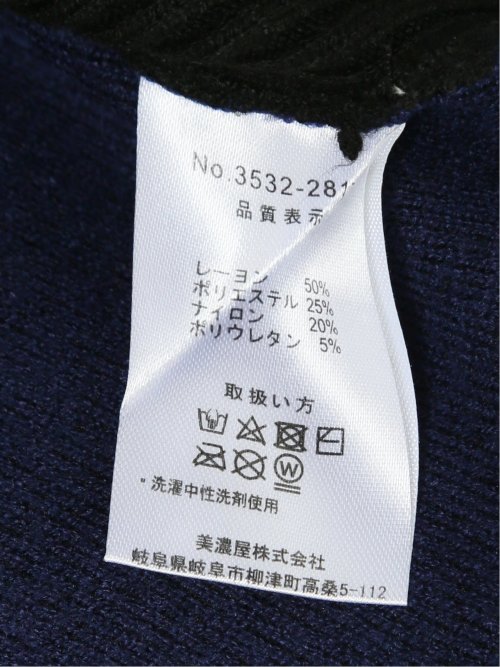 No.3532-281
品質表示
レーヨン 50%
ポリエステル 25%
ナイロン 20%
ポリウレタン 5%
取扱い方
W
*洗濯中性洗剤使用
美濃屋株式会社
岐阜県岐阜市柳津町高桑5-112